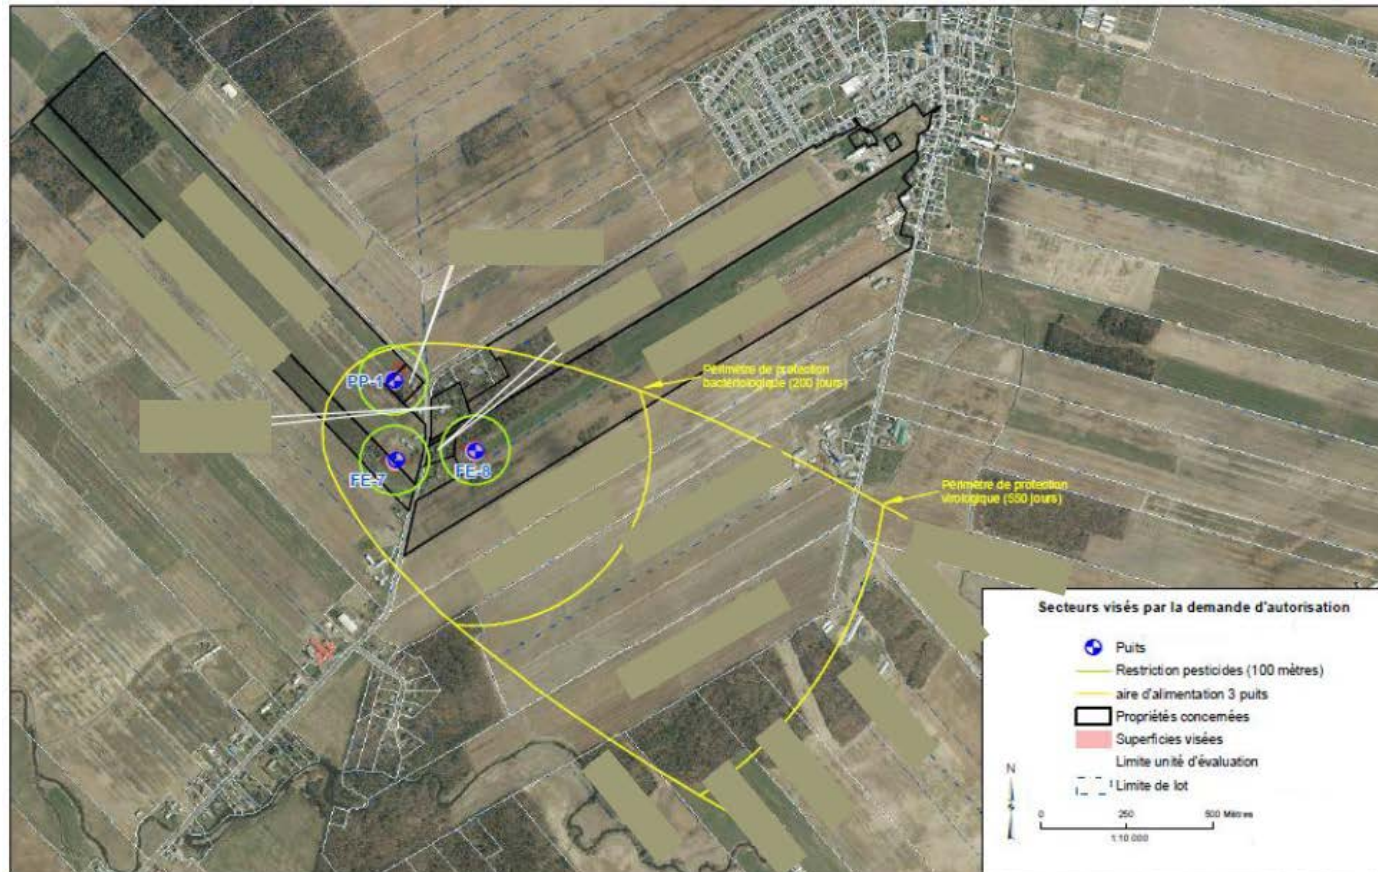 PP-1
FE-7
FE-8
Périmètre de protection
bactériologique (200 jours)
Périmètre de protection
virologique (550 jours)
Secteurs visés par la demande d'autorisation
Puits
Restriction pesticides (100 mètres)
aire d'alimentation 3 puits
Propriétés concernées
Superficies visées
Limite unité d'évaluation
Limite de lot
N
0 250 500 Mètres
1:10 000